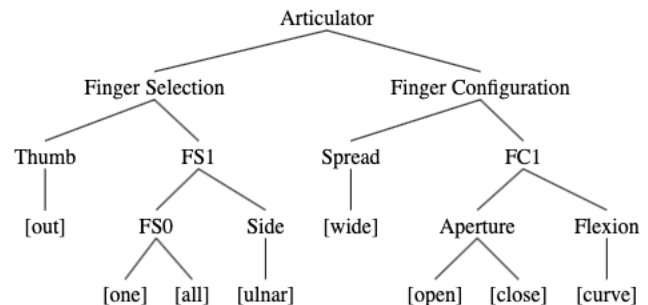 Articulator
Finger Selection Finger Configuration
Thumb FS1 Spread FC1
[out] FS0 Side [wide] Aperture Flexion
[one] [all] [ulnar] [open] [close] [curve]